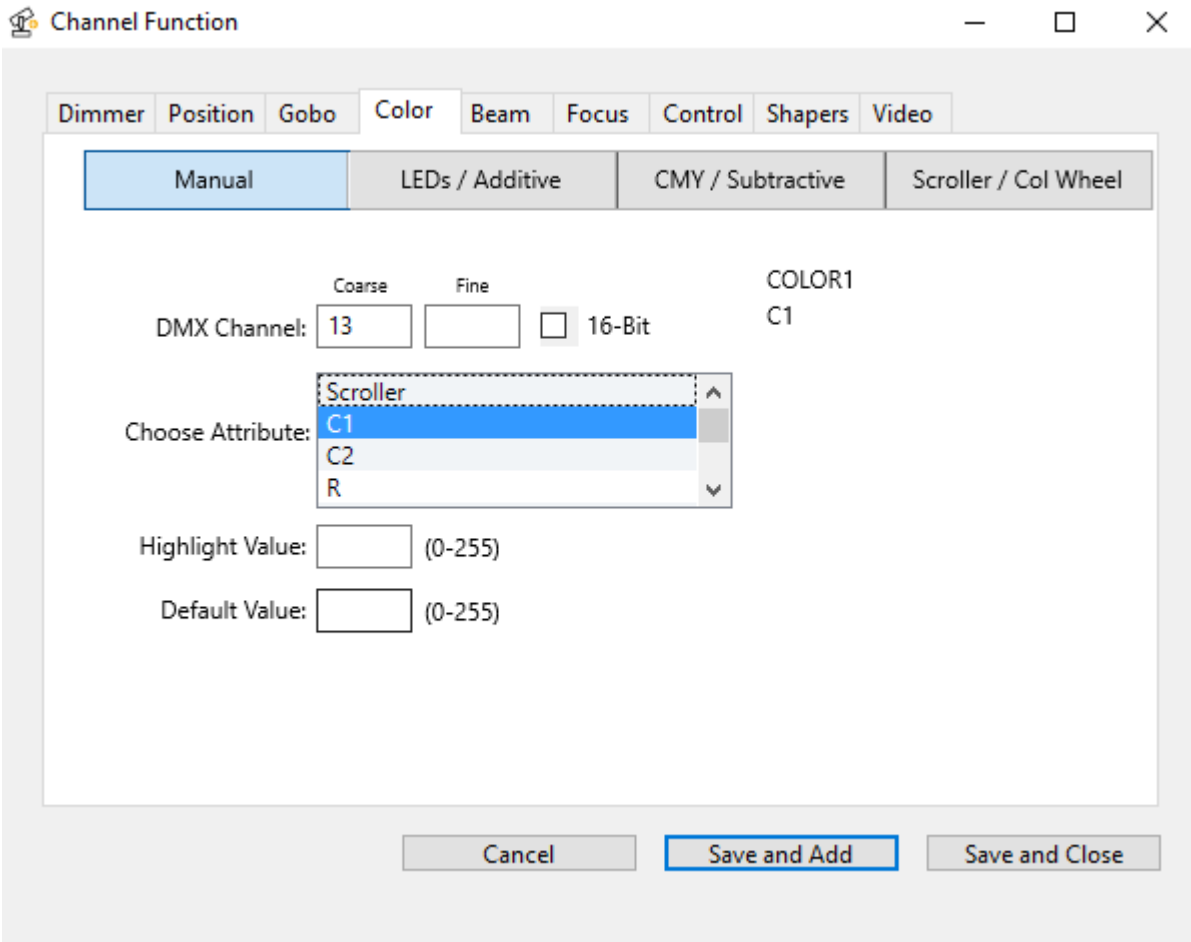 Channel Function
Dimmer Position Gobo Color Beam Focus Control Shapers Video
Manual LEDs / Additive CMY / Subtractive Scroller / Col Wheel
Coarse Fine COLOR1
DMX Channel: 13 16-Bit C1
Scroller
Choose Attribute: C1
C2
R
Highlight Value: (0-255)
Default Value: (0-255)
Cancel Save and Add Save and Close